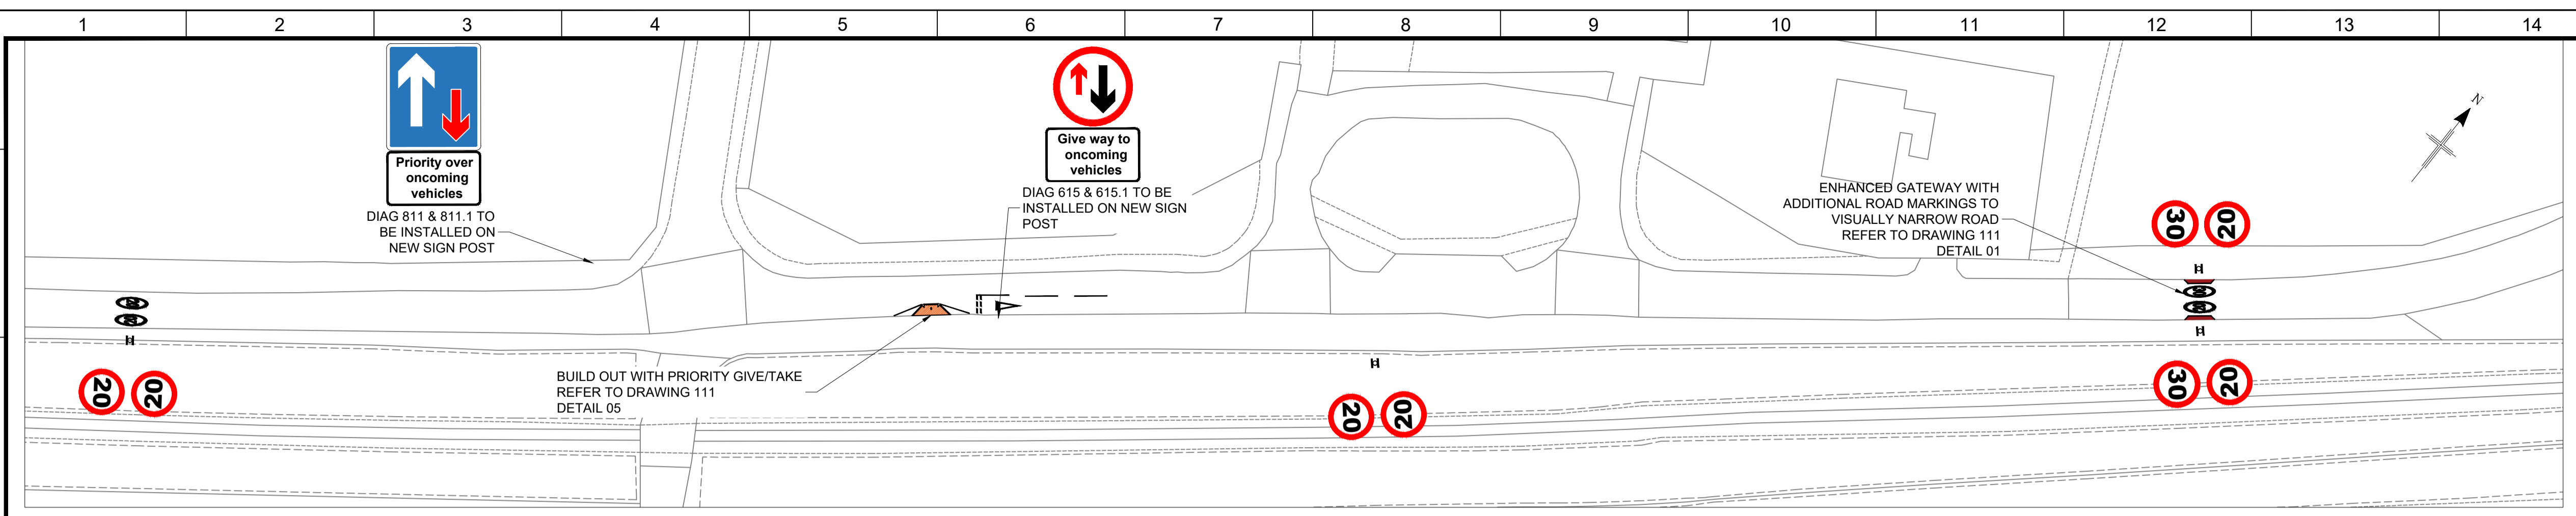 1 2 3 4 5 6 7 8 9 10 11 12 13 14
Priority over
oncoming
vehicles
DIAG 811 & 811.1 TO
BE INSTALLED ON
NEW SIGN POST
Give way to
oncoming
vehicles
DIAG 615 & 615.1 TO BE
INSTALLED ON NEW SIGN
POST
ENHANCED GATEWAY WITH
ADDITIONAL ROAD MARKINGS TO
VISUALLY NARROW ROAD
REFER TO DRAWING 111
DETAIL 01
N
30 20
BUILD OUT WITH PRIORITY GIVE/TAKE
REFER TO DRAWING 111
DETAIL 05
20 20
20 20
30 20